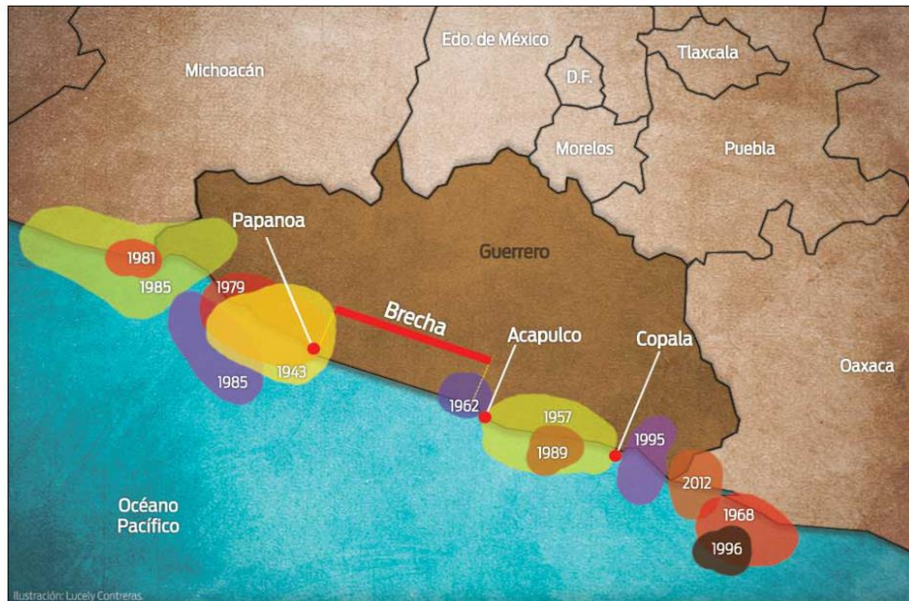 Edo. de México
Tlaxcala
Michoacán
D.F.
Morelos
Puebla
Papanoa
Guerrero
1981
1985
1979
Brecha
Acapulco
Copala
Oaxaca
1943
1985
1962
1957
1995
1989
2012
Océano
Pacífico
1968
1996
Ilustración: Lucely Contreras.